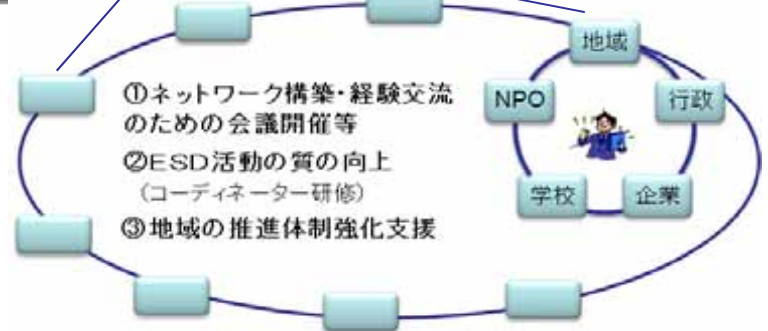 ①ネットワーク構築・経験交流
のための会議開催等
②ESD活動の質の向上
（コーディネーター研修）
③地域の推進体制強化支援
地域
NPO
行政
学校
企業